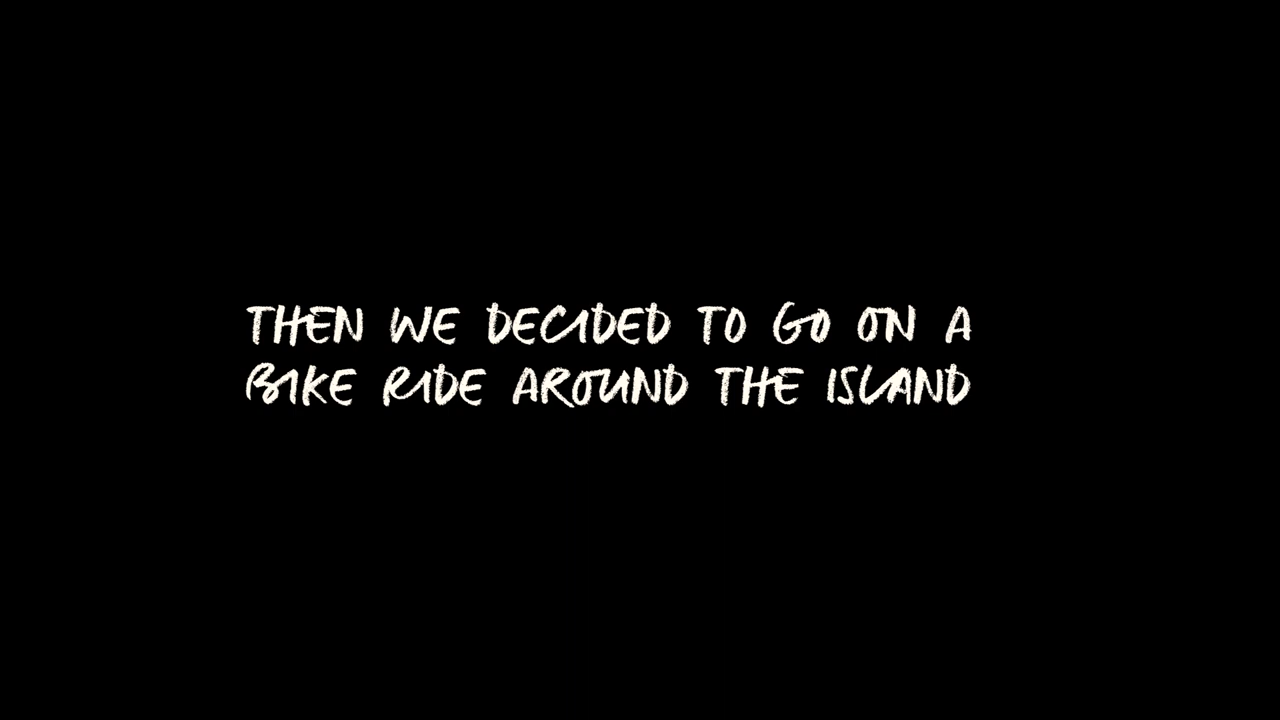 THEN WE DECIDED TO GO ON A
BIKE RIDE AROUND THE ISLAND